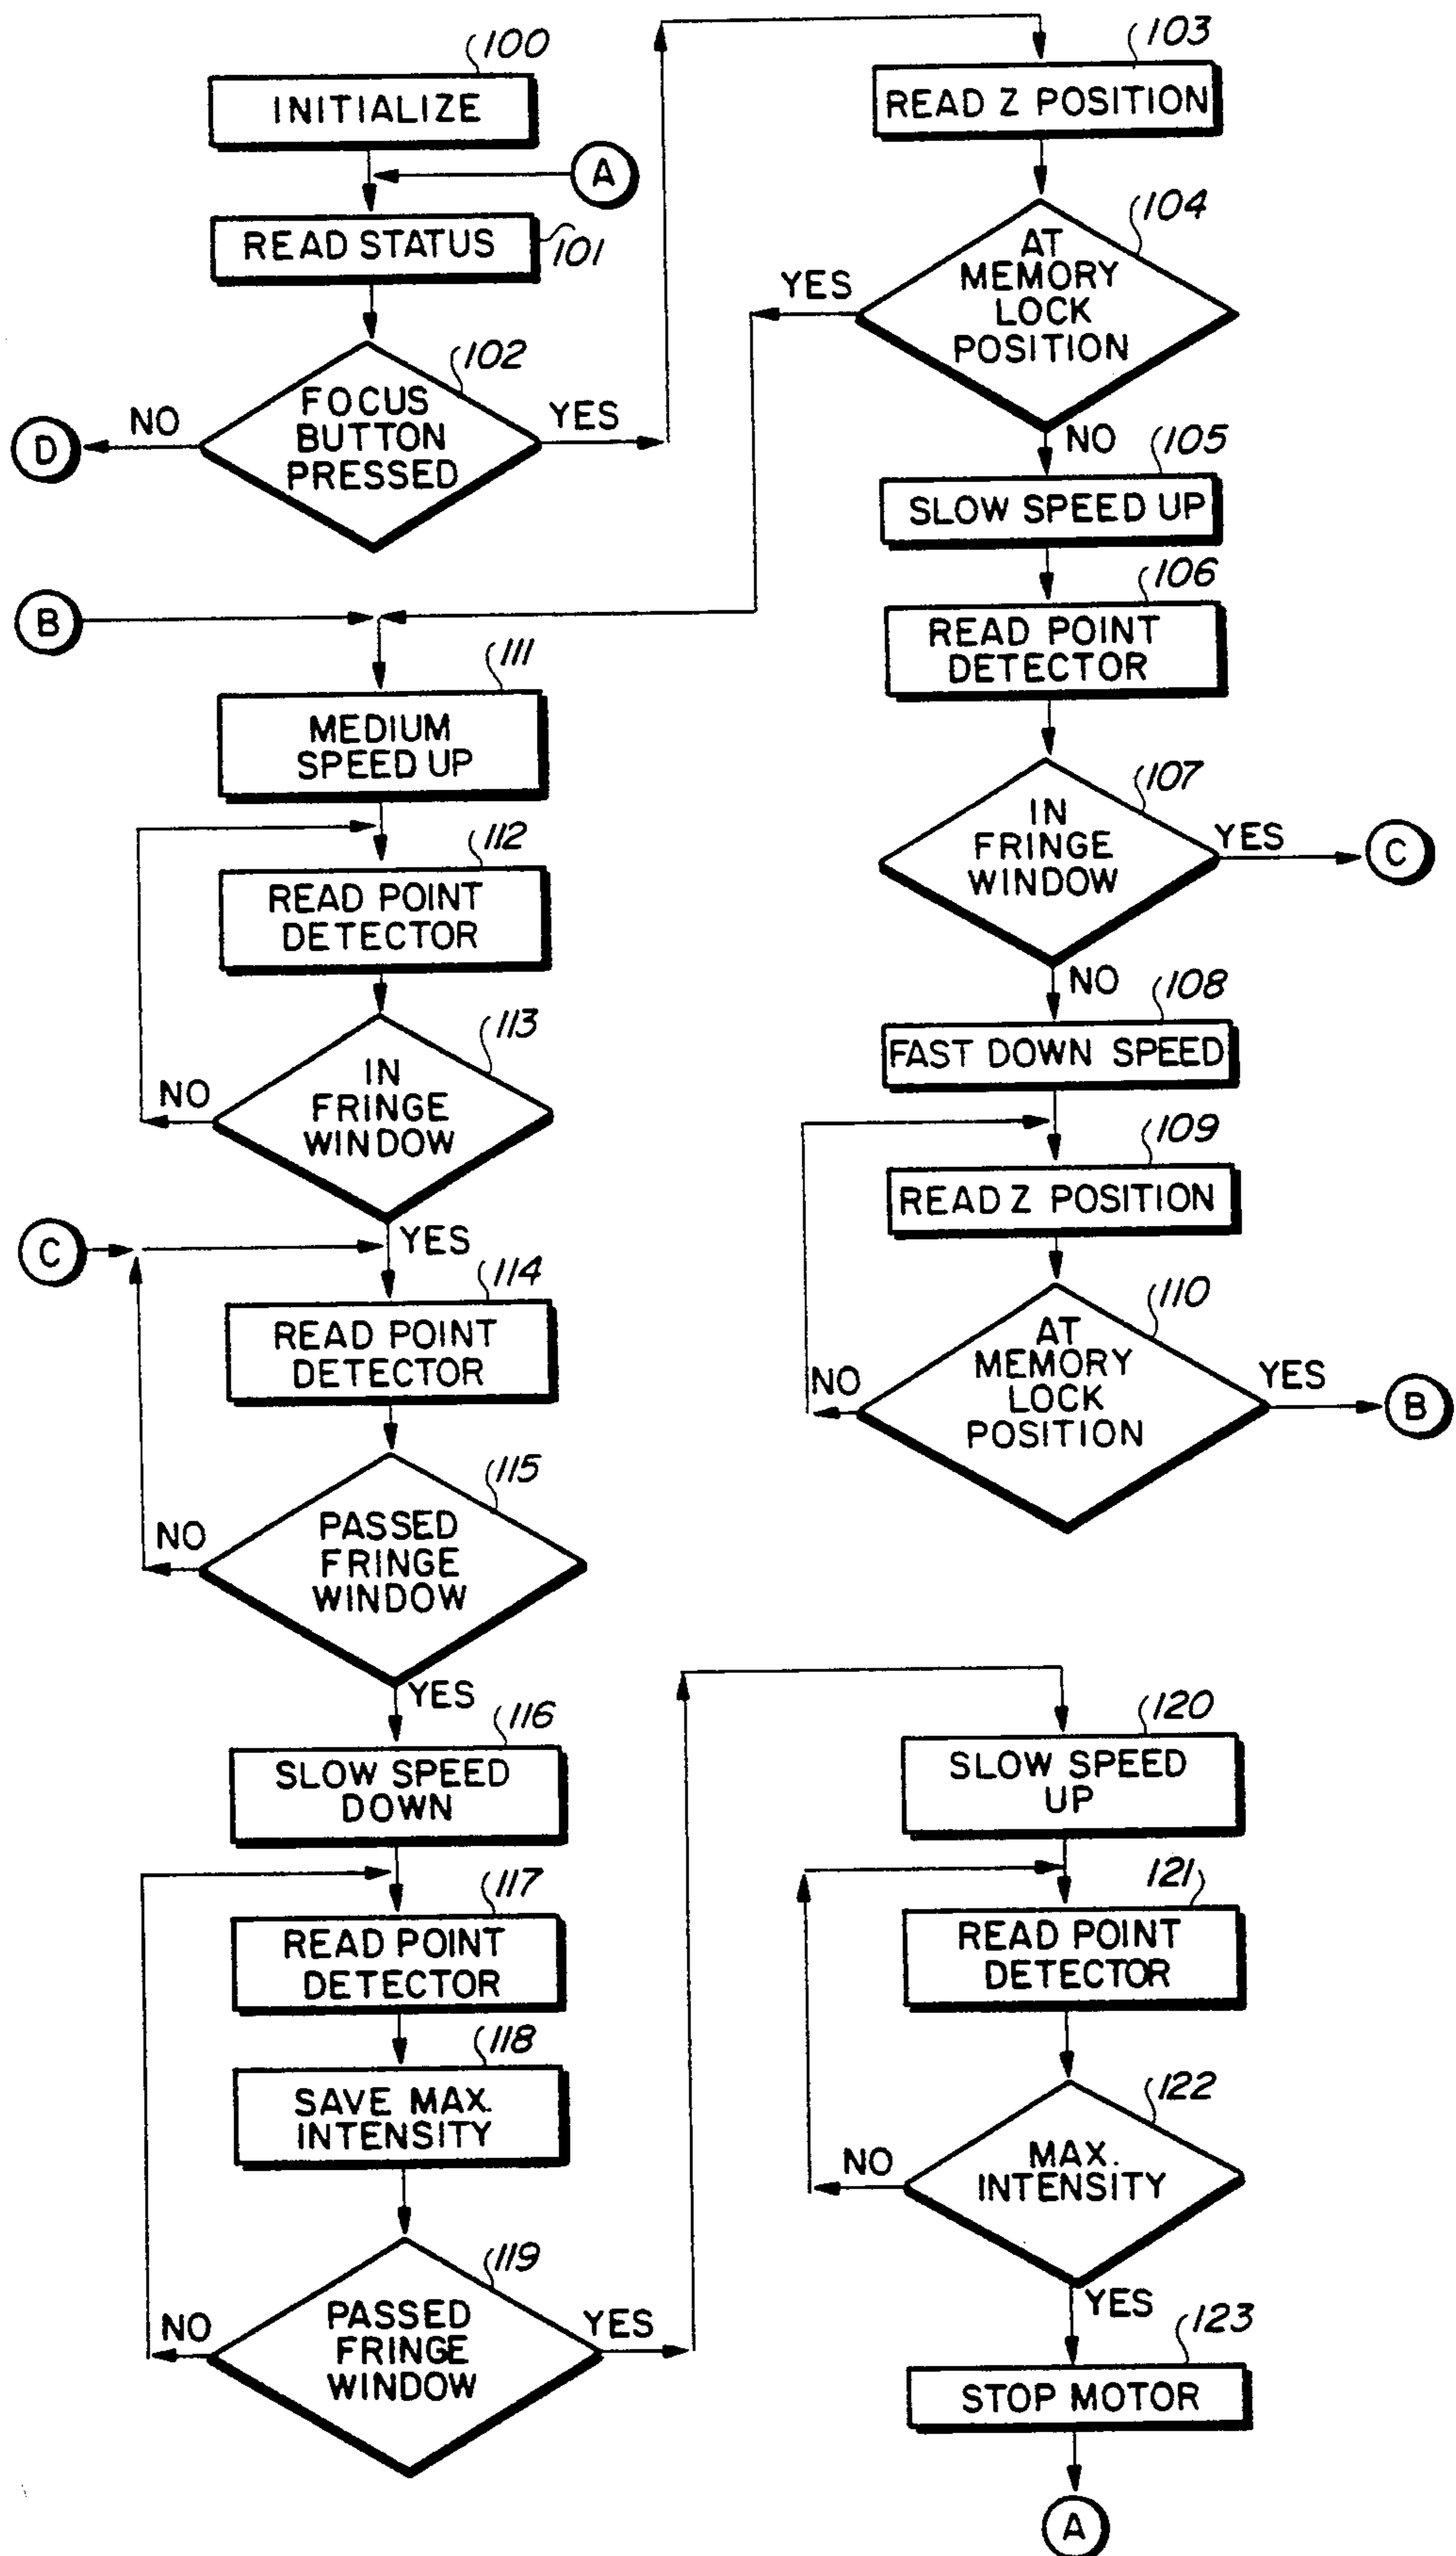 100
INITIALIZE
A
READ STATUS
101
102
FOCUS
BUTTON
PRESSED
NO
D
YES
103
READ Z POSITION
104
AT
MEMORY
LOCK
POSITION
YES
NO
105
SLOW SPEED UP
106
READ POINT
DETECTOR
107
IN
FRINGE
WINDOW
YES
C
NO
108
FAST DOWN SPEED
109
READ Z POSITION
110
AT
MEMORY
LOCK
POSITION
NO
YES
B
B
111
MEDIUM
SPEED UP
112
READ POINT
DETECTOR
113
IN
FRINGE
WINDOW
NO
YES
C
114
READ POINT
DETECTOR
115
PASSED
FRINGE
WINDOW
NO
YES
116
SLOW SPEED
DOWN
117
READ POINT
DETECTOR
118
SAVE MAX.
INTENSITY
119
PASSED
FRINGE
WINDOW
NO
YES
120
SLOW SPEED
UP
121
READ POINT
DETECTOR
122
MAX.
INTENSITY
NO
YES
123
STOP MOTOR
A